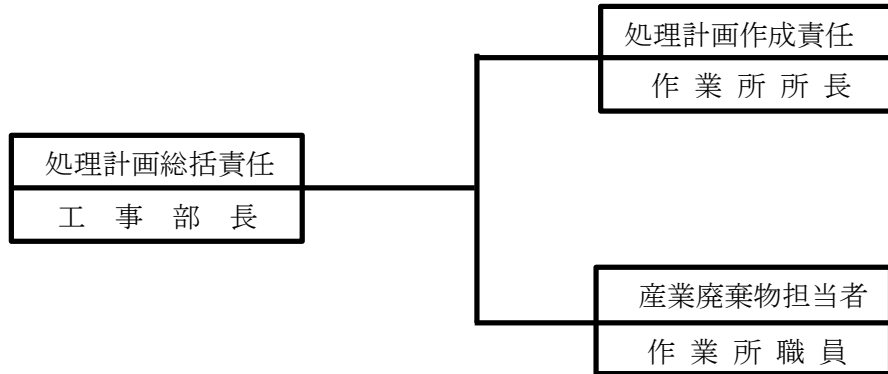 処理計画作成責任
作業所所長
処理計画総括責任
工事部長
産業廃棄物担当者
作業所職員